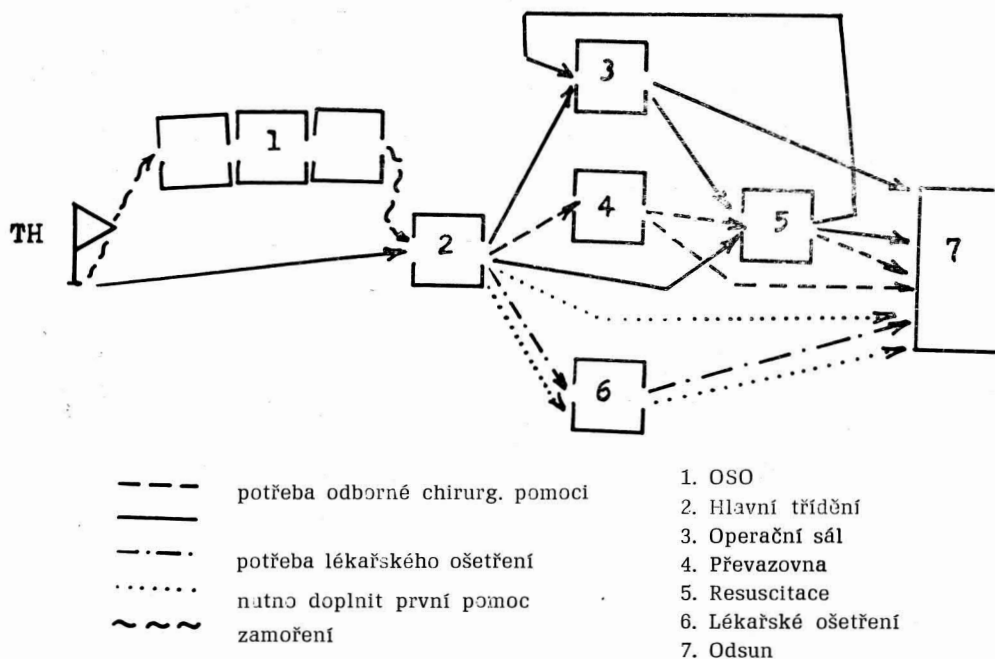 TH
1
2
3
4
5
6
7
potřeba odborné chirurg. pomoci
potřeba lékařského ošetření
nutno doplnit první pomoc
zamoření
1. OSO
2. Hlavní třídění
3. Operační sál
4. Převazovna
5. Resuscitace
6. Lékařské ošetření
7. Odsun